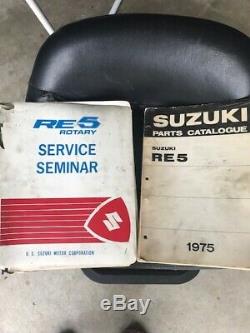 RE5
ROTARY
SERVICE
SEMINAR
U. S. SUZUKI MOTOR CORPORATION
SUZUKI
PARTS CATALOGUE
SUZUKI
RE5
1975